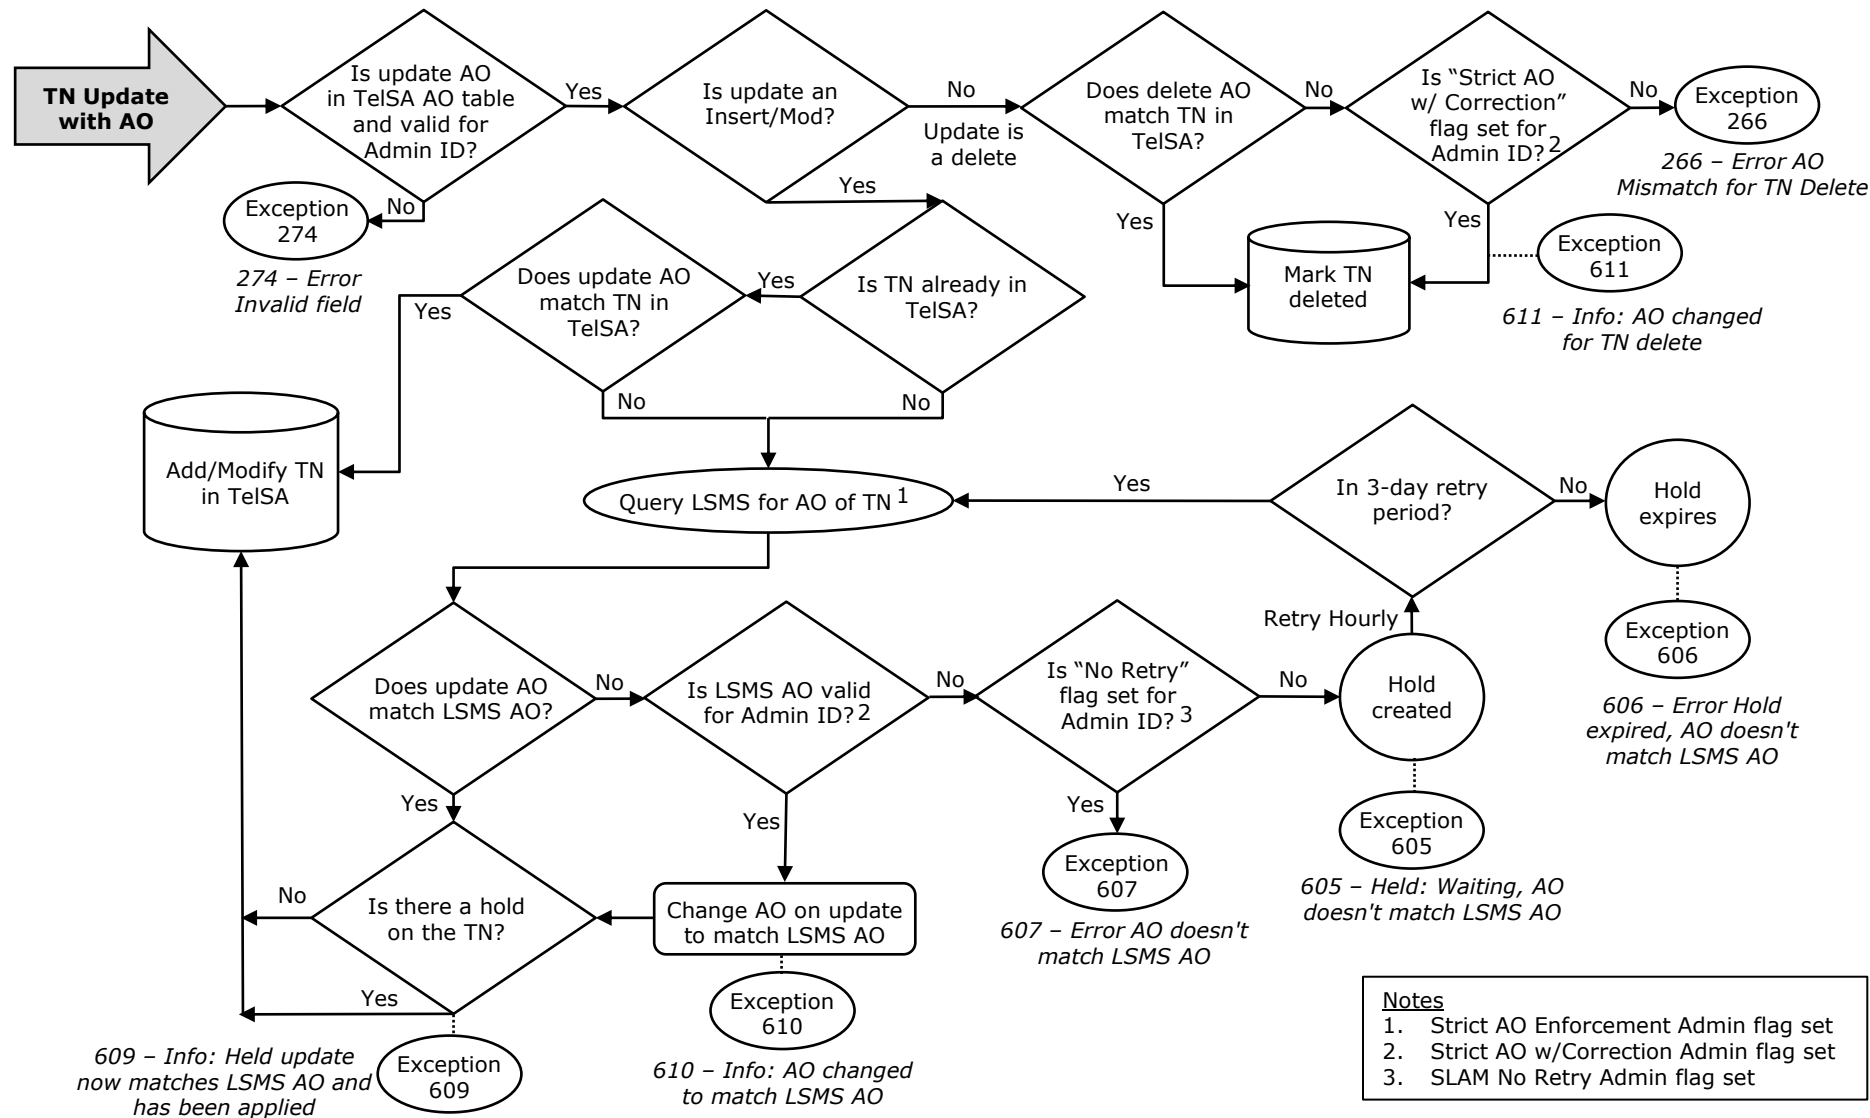 TN Update
with AO
Is update AO
in TelSA AO table
and valid for
Admin ID?
Yes
No
Exception
274
274 – Error
Invalid field
Is update an
Insert/Mod?
No
Update is
a delete
Yes
Does delete AO
match TN in
TelSA?
No
Yes
Is “Strict AO
w/ Correction”
flag set for
Admin ID? 2
No
Exception
266
266 – Error AO
Mismatch for TN Delete
Yes
Exception
611
611 – Info: AO changed
for TN delete
Mark TN
deleted
Is TN already in
TelSA?
Yes
No
Does update AO
match TN in
TelSA?
Yes
No
Add/Modify TN
in TelSA
Query LSMS for AO of TN 1
Yes
In 3-day retry
period?
No
Hold
expires
Exception
606
606 – Error Hold
expired, AO doesn't
match LSMS AO
Retry Hourly
Does update AO
match LSMS AO?
No
Is LSMS AO valid
for Admin ID? 2
No
Is “No Retry”
flag set for
Admin ID? 3
No
Hold
created
Exception
605
605 – Held: Waiting, AO
doesn't match LSMS AO
Yes
Yes
Yes
Exception
607
607 – Error AO doesn't
match LSMS AO
Is there a hold
on the TN?
No
Yes
Change AO on update
to match LSMS AO
Exception
610
610 – Info: AO changed
to match LSMS AO
Exception
609
609 – Info: Held update
now matches LSMS AO and
has been applied
Notes
1. Strict AO Enforcement Admin flag set
2. Strict AO w/Correction Admin flag set
3. SLAM No Retry Admin flag set